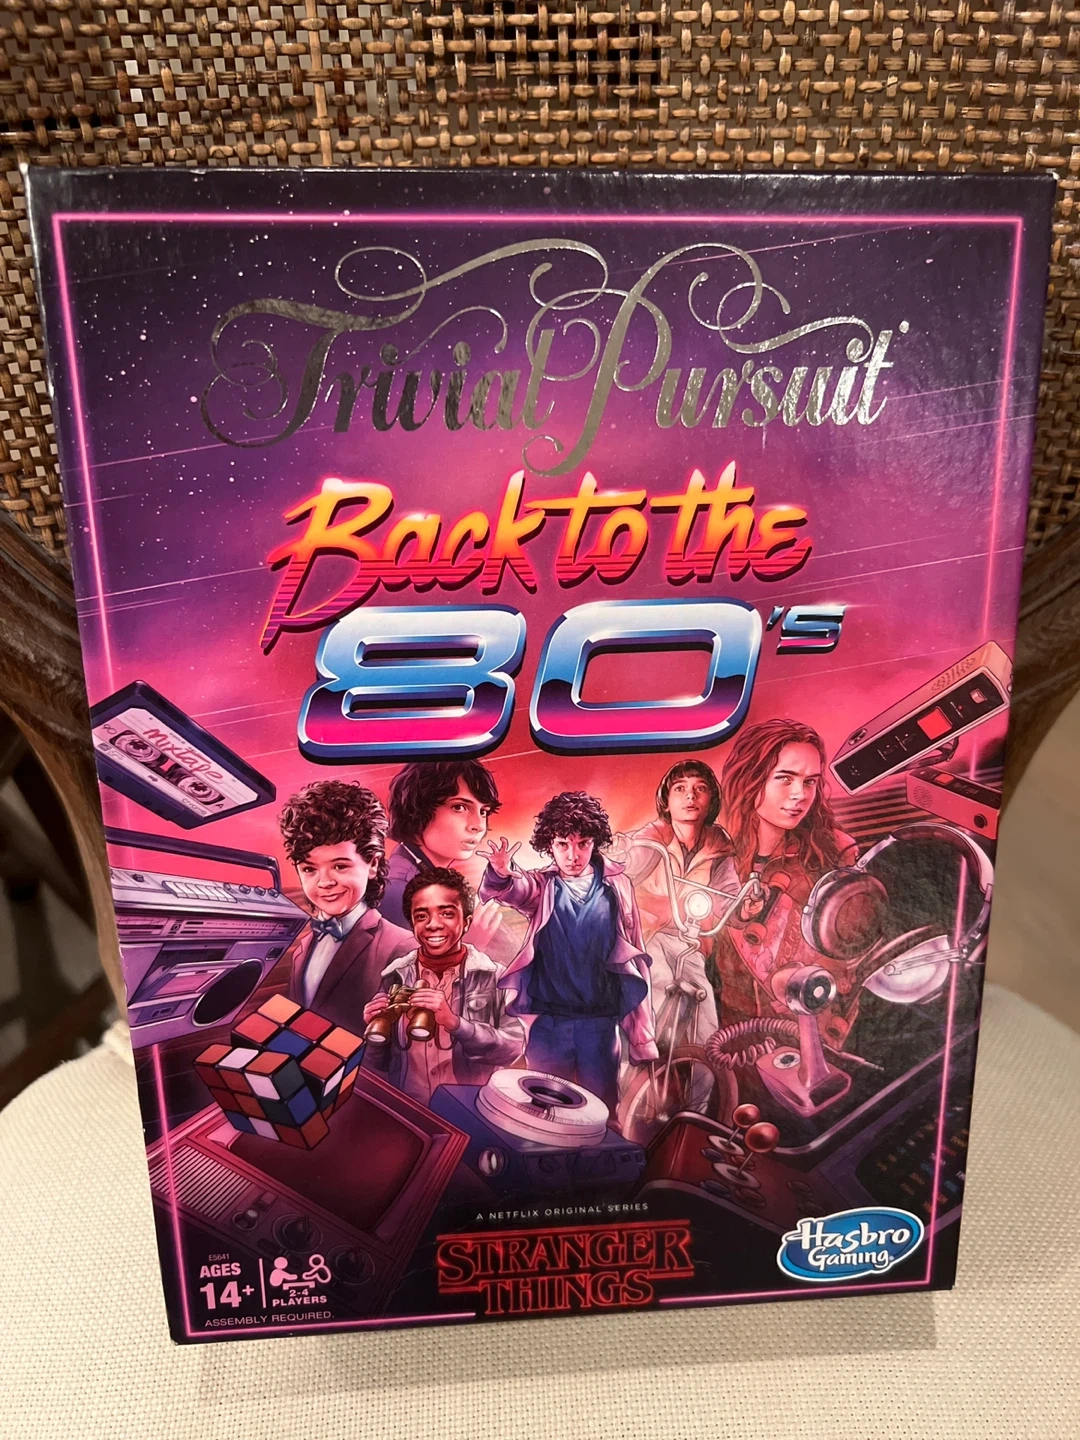 Trivial Pursuit
Back to the
80's
mixtape
A NETFLIX ORIGINAL SERIES
STRANGER
THINGS
Hasbro
Gaming
E5641
AGES
14+
2-4
PLAYERS
ASSEMBLY REQUIRED.